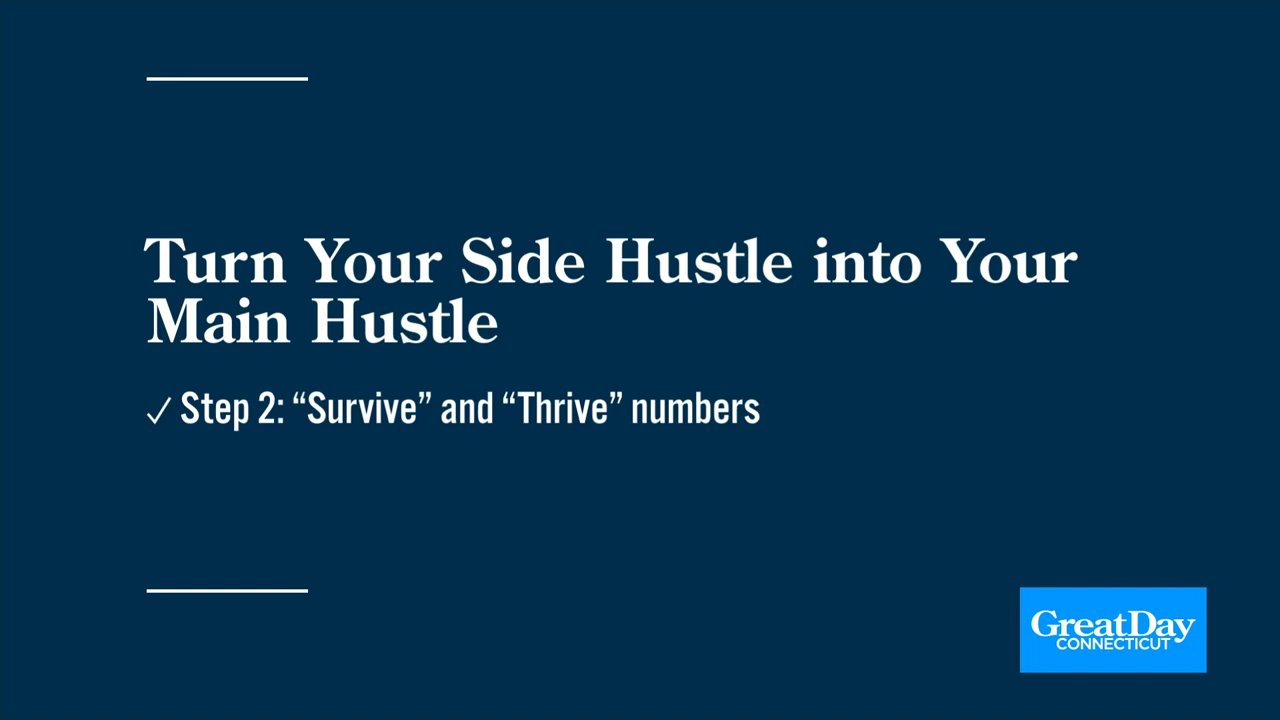 Turn Your Side Hustle into Your
Main Hustle
✓ Step 2: “Survive” and “Thrive” numbers
GreatDay
CONNECTICUT